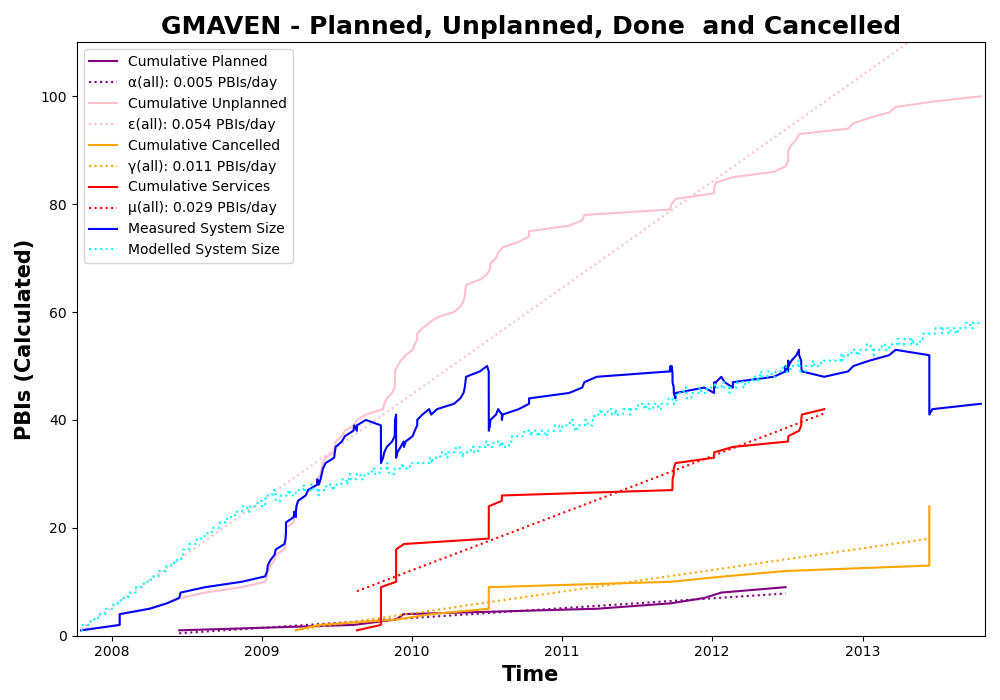 GMAVEN - Planned, Unplanned, Done  and Cancelled
PBIs (Calculated)
100
80
60
40
20
0
Cumulative Planned
α(all): 0.005 PBIs/day
Cumulative Unplanned
ε(all): 0.054 PBIs/day
Cumulative Cancelled
γ(all): 0.011 PBIs/day
Cumulative Services
μ(all): 0.029 PBIs/day
Measured System Size
Modelled System Size
2008 2009 2010 2011 2012 2013
Time